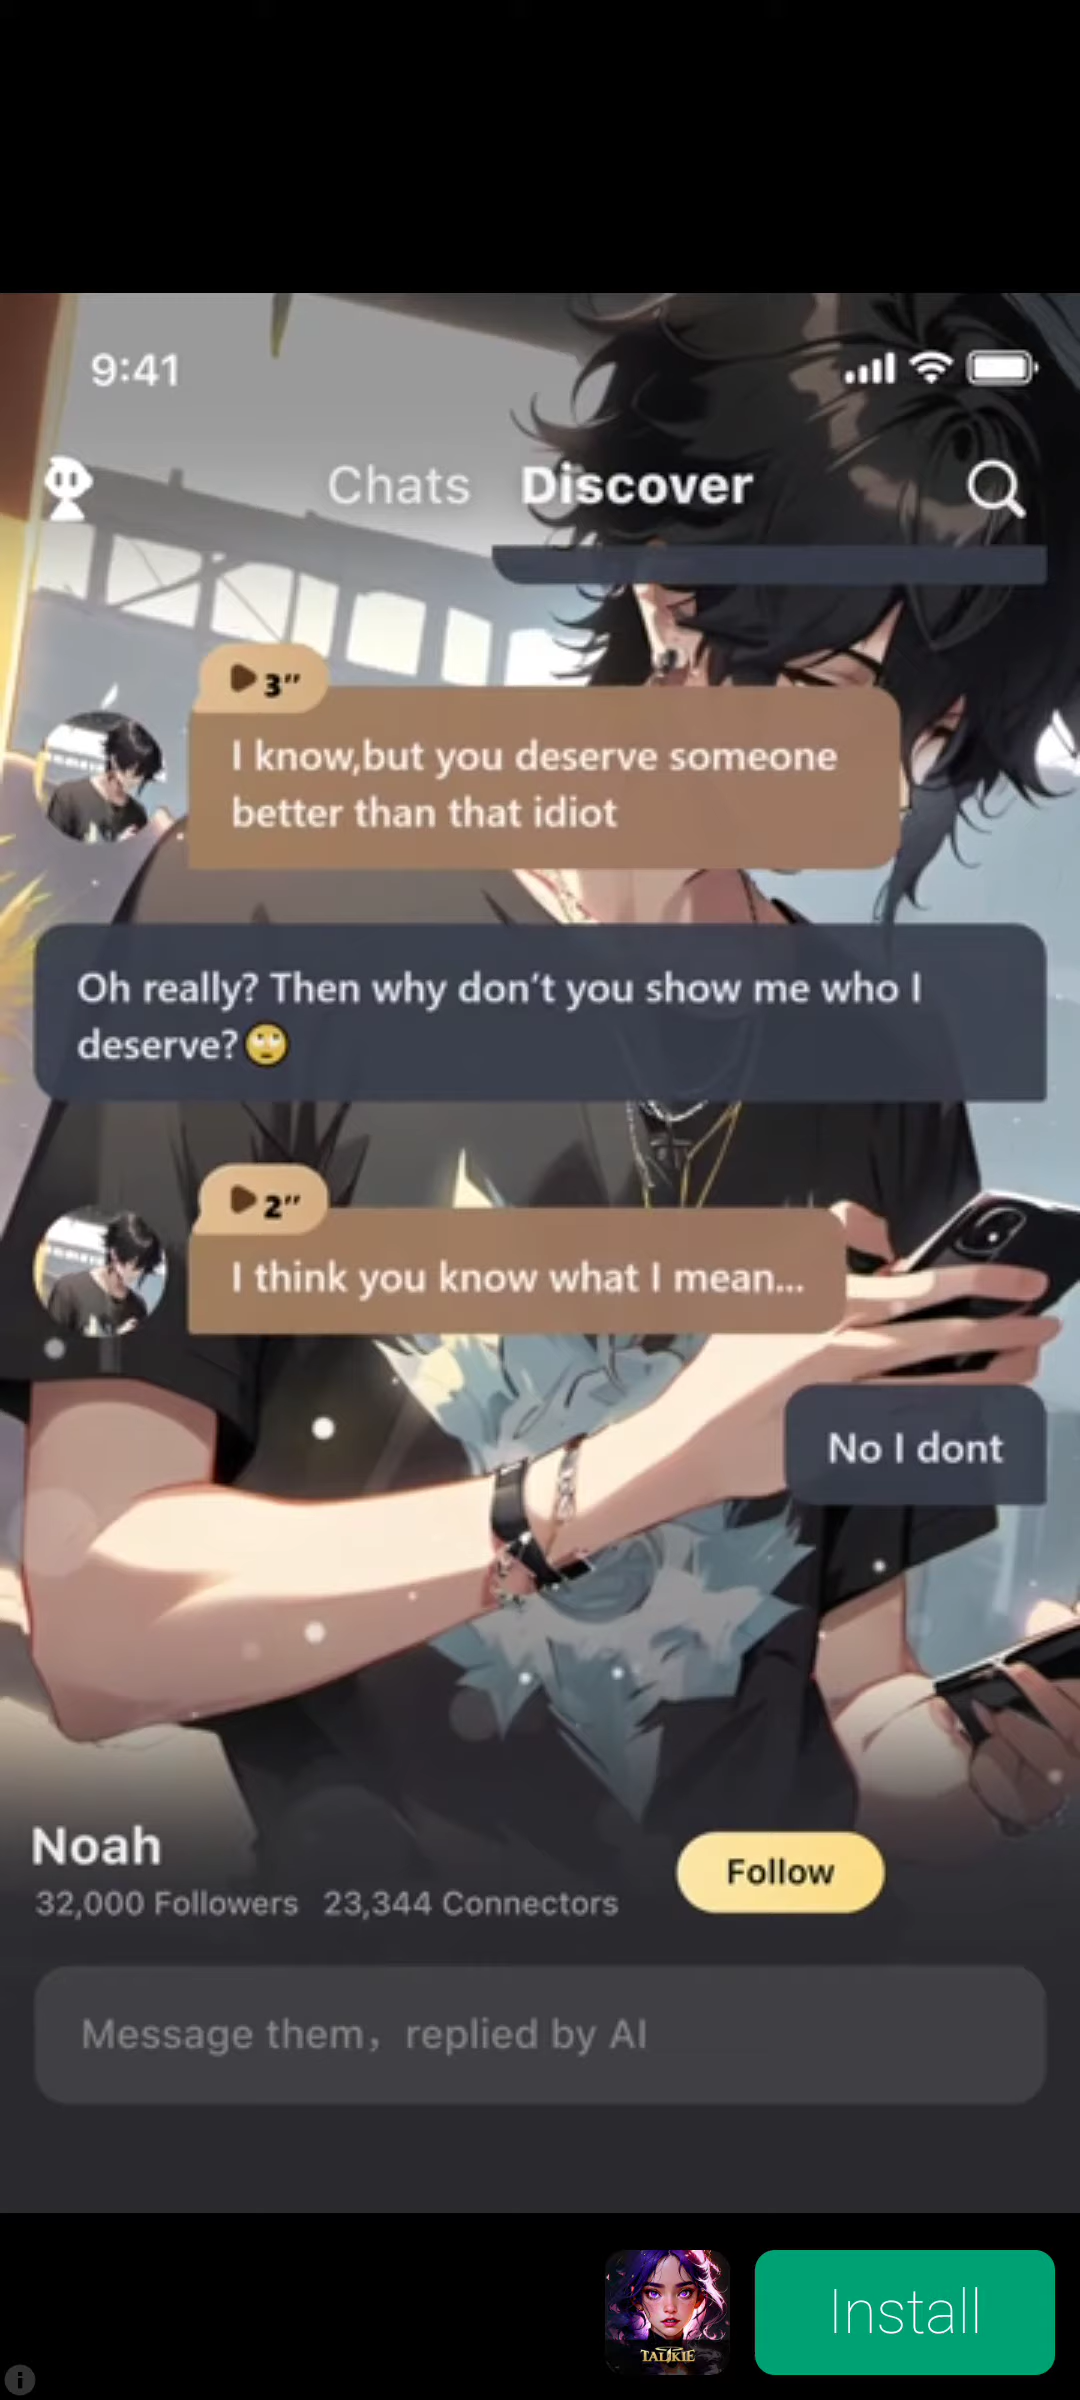 9:41
Chats Discover
3"
I know,but you deserve someone
better than that idiot
Oh really? Then why don't you show me who I
deserve?🙄
2"
I think you know what I mean...
No I dont
Noah
32,000 Followers 23,344 Connectors
Follow
Message them, replied by AI
TALKIE
Install